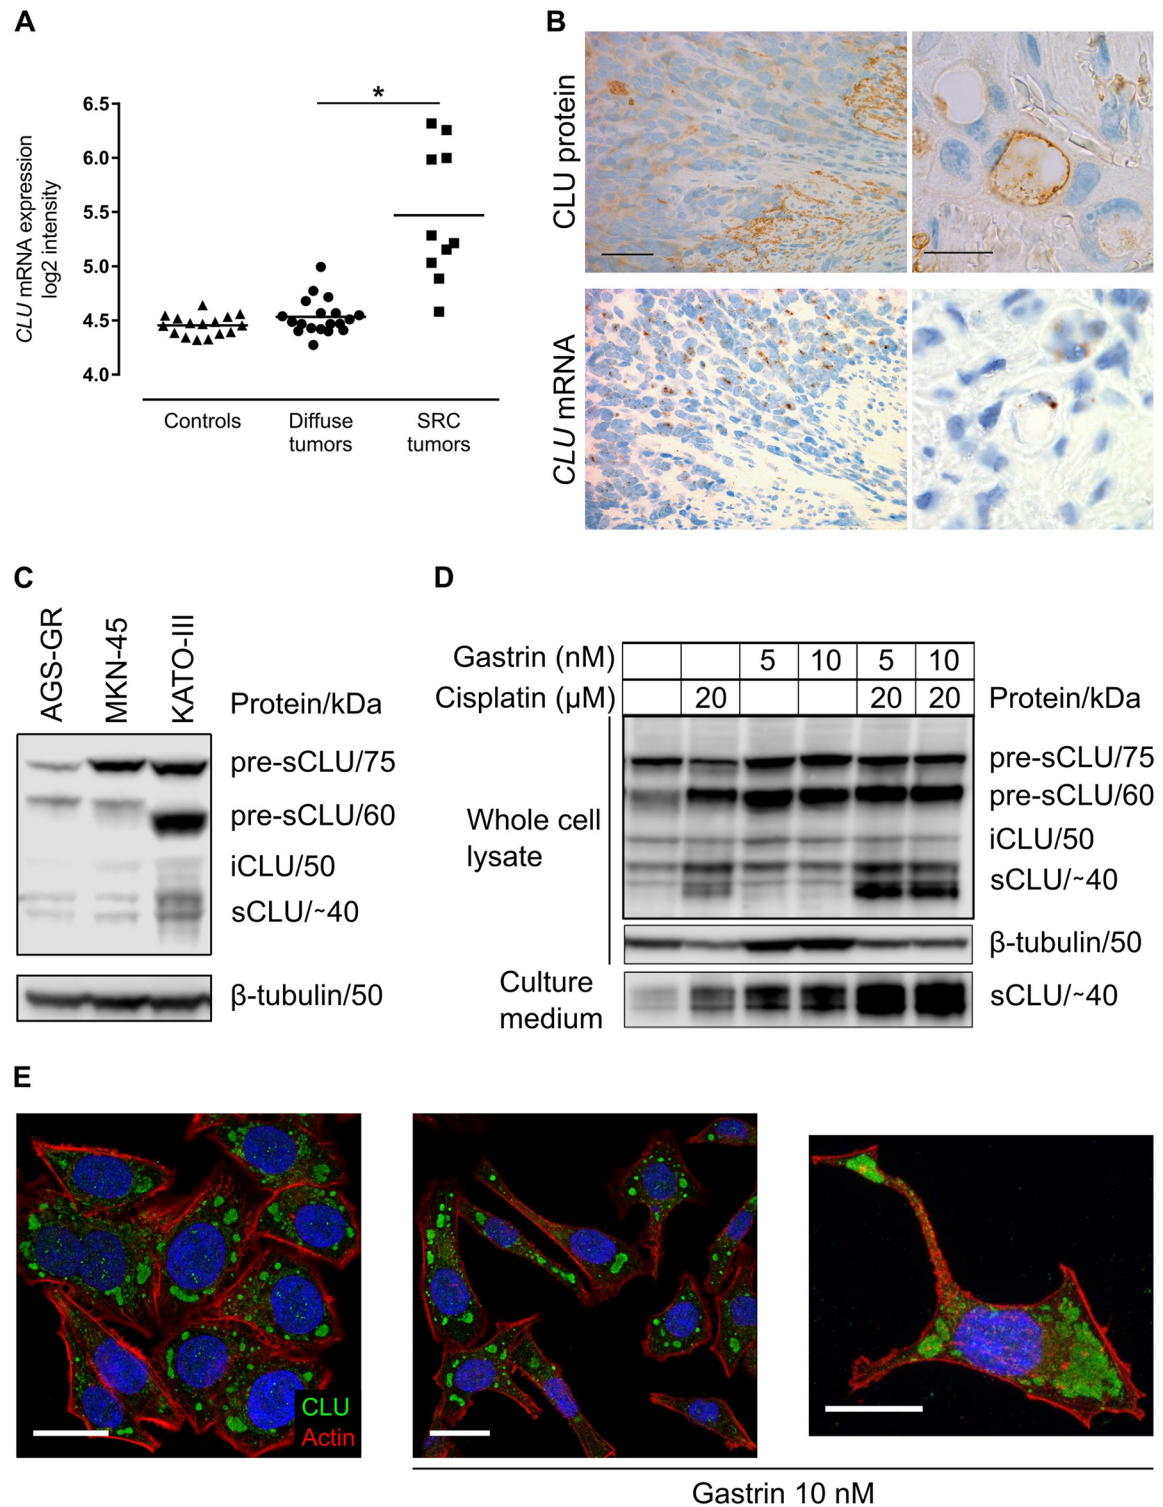 A
*
6.5
6.0
5.5
5.0
4.5
4.0
CLU mRNA expression
log2 intensity
Controls
Diffuse
tumors
SRC
tumors
B
CLU protein
CLU mRNA
C
AGS-GR
MKN-45
KATO-III
Protein/kDa
pre-sCLU/75
pre-sCLU/60
iCLU/50
sCLU/~40
β-tubulin/50
D
Gastrin (nM) 5 10 5 10
Cisplatin (µM) 20 20 20
Protein/kDa
Whole cell
lysate
pre-sCLU/75
pre-sCLU/60
iCLU/50
sCLU/~40
β-tubulin/50
Culture
medium
sCLU/~40
E
CLU
Actin
Gastrin 10 nM